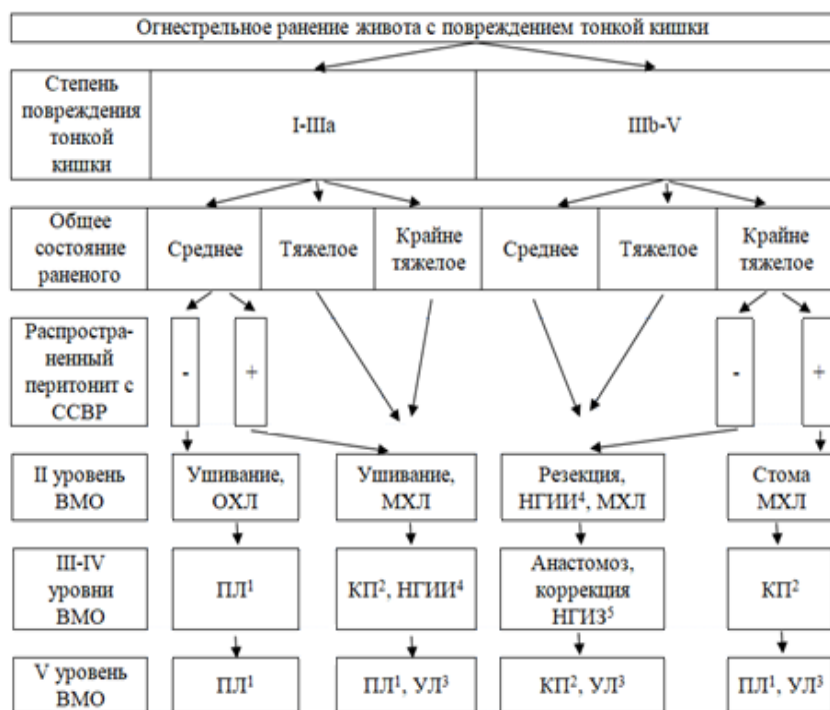 Огнестрельное ранение живота с повреждением тонкой кишки
Степень
повреждения
тонкой
кишки
I-IIIa
IIIb-V
Общее
состояние
раненого
Среднее
Тяжелое
Крайне
тяжелое
Среднее
Тяжелое
Крайне
тяжелое
Распростра-
ненный
перитонит с
ССВР
-
+
-
+
II уровень
ВМО
Ушивание,
ОХЛ
Ушивание,
МХЛ
Резекция,
НГИИ⁴, МХЛ
Стома
МХЛ
III-IV
уровни
ВМО
ПЛ¹
КП², НГИИ⁴
Анастомоз,
коррекция
НГИЗ⁵
КП²
V уровень
ВМО
ПЛ¹
ПЛ¹, УЛ³
КП², УЛ³
ПЛ¹, УЛ³